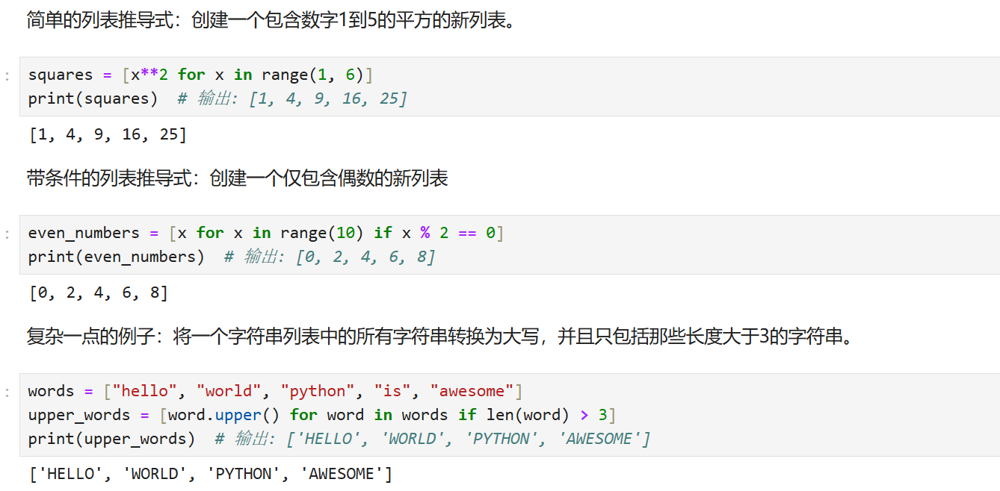 简单的列表推导式：创建一个包含数字1到5的平方的新列表。
squares = [x**2 for x in range(1, 6)]
print(squares)  # 输出: [1, 4, 9, 16, 25]
[1, 4, 9, 16, 25]
带条件的列表推导式：创建一个仅包含偶数的新列表
even_numbers = [x for x in range(10) if x % 2 == 0]
print(even_numbers)  # 输出: [0, 2, 4, 6, 8]
[0, 2, 4, 6, 8]
复杂一点的例子：将一个字符串列表中的所有字符串转换为大写，并且只包括那些长度大于3的字符串。
words = ["hello", "world", "python", "is", "awesome"]
upper_words = [word.upper() for word in words if len(word) > 3]
print(upper_words)  # 输出: ['HELLO', 'WORLD', 'PYTHON', 'AWESOME']
['HELLO', 'WORLD', 'PYTHON', 'AWESOME']